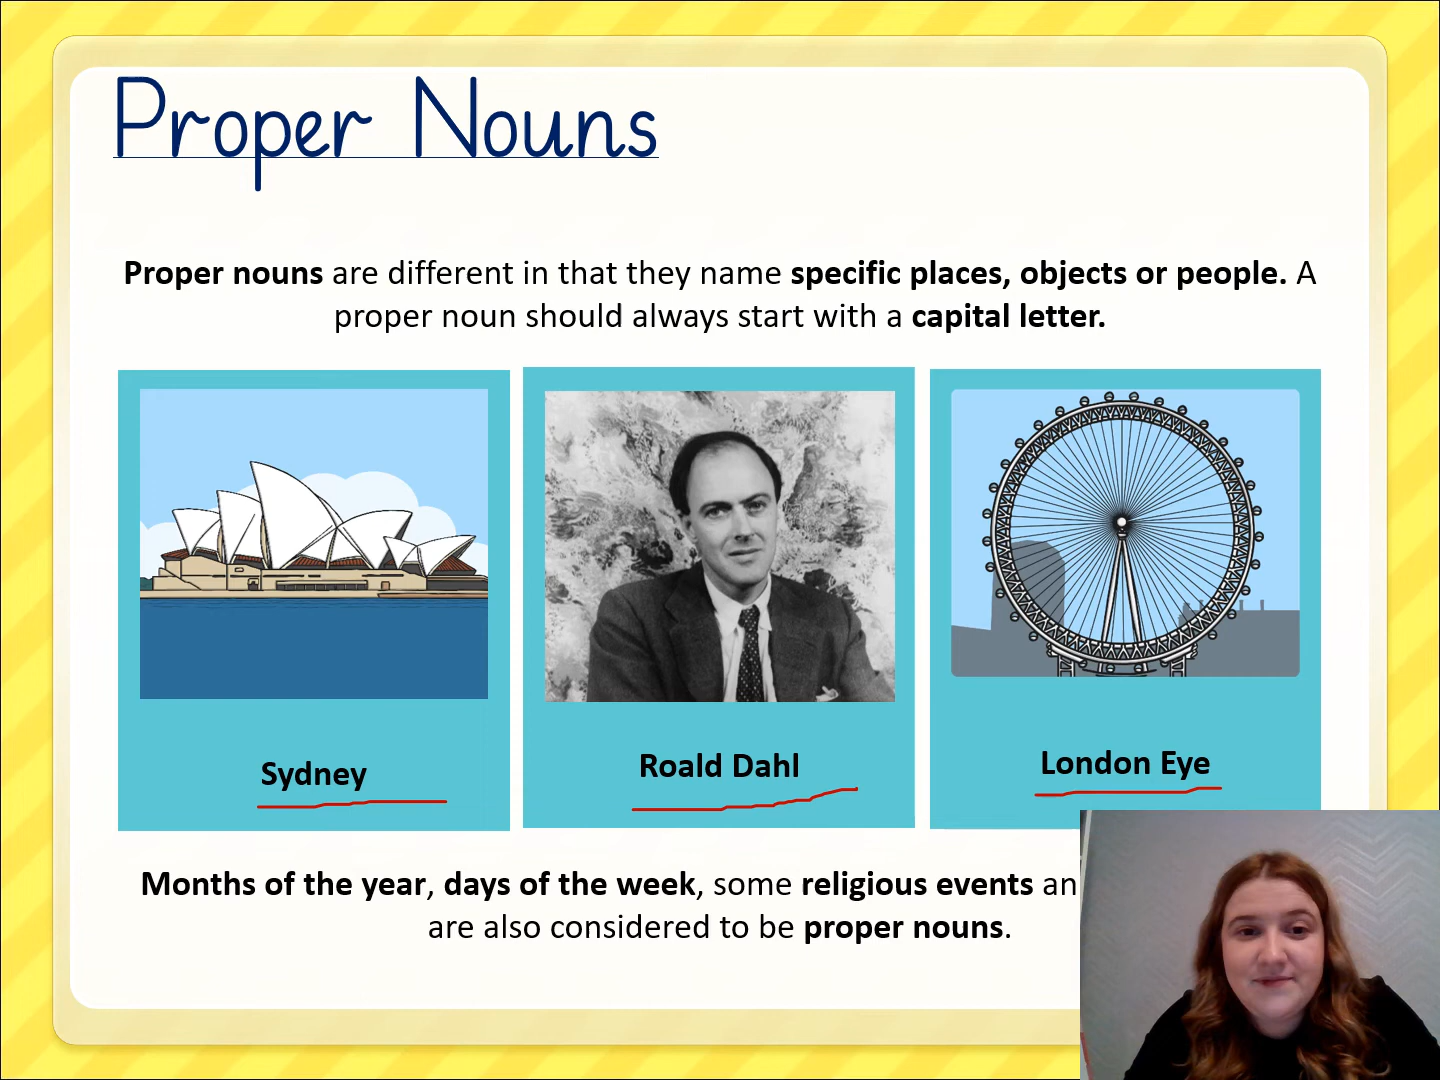 Proper Nouns
Proper nouns are different in that they name specific places, objects or people. A
proper noun should always start with a capital letter.
Sydney
Roald Dahl
London Eye
Months of the year, days of the week, some religious events
are also considered to be proper nouns.